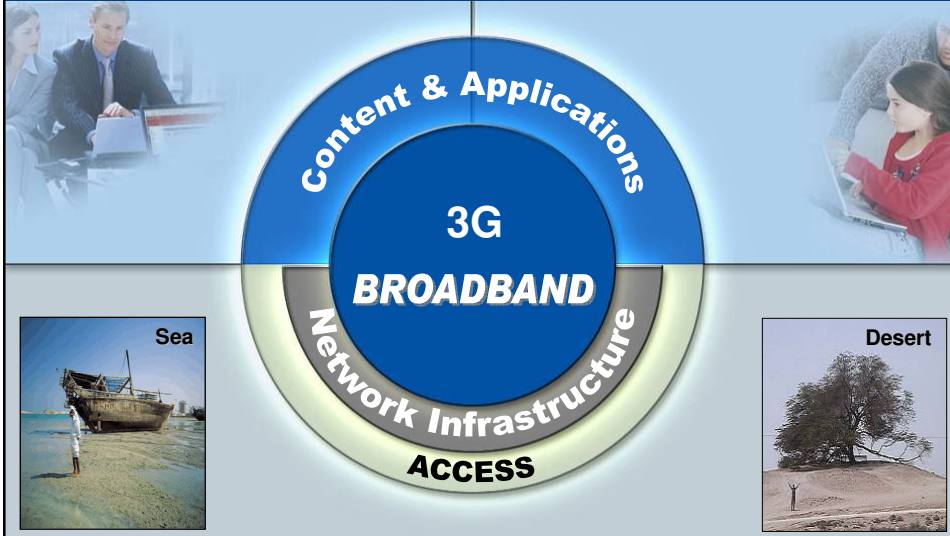 Content & Applications
3G
BROADBAND
Network Infrastructure
ACCESS
Sea
Desert